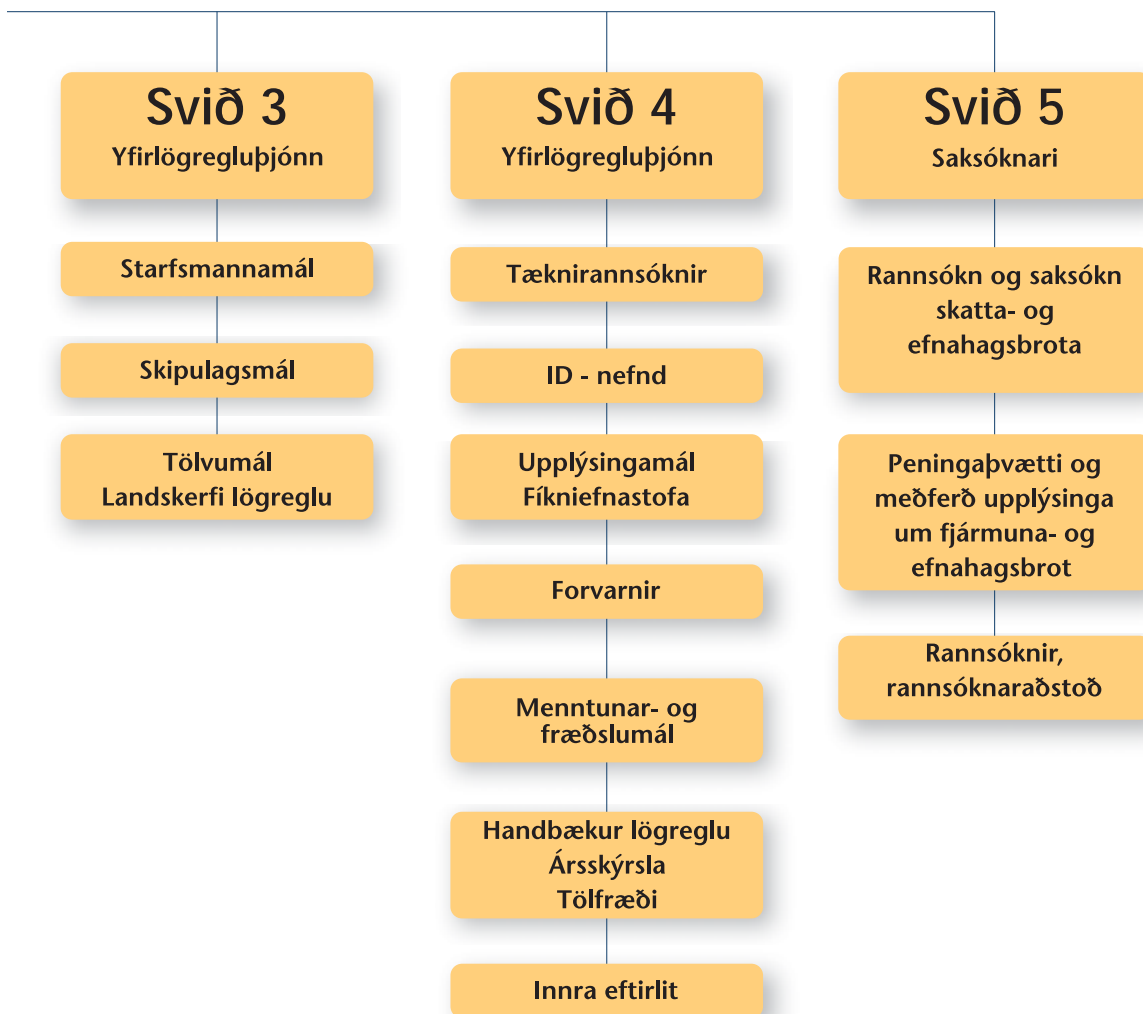 Svið 3
Yfirlögregluþjónn
Starfsmannamál
Skipulagsmál
Tölvumál
Landskerfi lögreglu
Svið 4
Yfirlögregluþjónn
Tæknirannsóknir
ID - nefnd
Upplýsingamál
Fíkniefnastofa
Forvarnir
Menntunar- og
fræðslumál
Handbækur lögreglu
Ársskýrsla
Tölfræði
Innra eftirlit
Svið 5
Saksóknari
Rannsókn og saksókn
skatta- og
efnahagsbrota
Peningaþvætti og
meðferð upplýsinga
um fjármuna- og
efnahagsbrot
Rannsóknir,
rannsóknaraðstoð